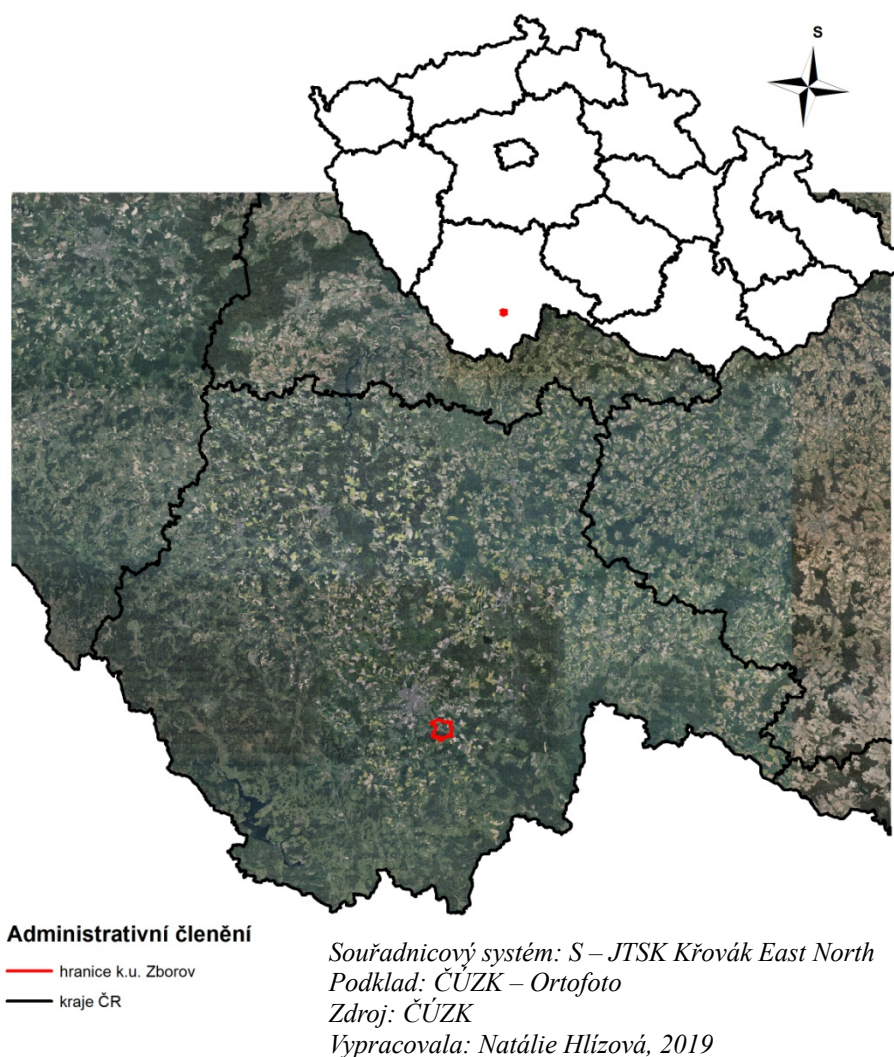 S
Administrativní členění
hranice k.u. Zborov
kraje ČR
Souřadnicový systém: S – JTSK Křovák East North
Podklad: ČÚZK – Ortofoto
Zdroj: ČÚZK
Vypracovala: Natálie Hlízová, 2019